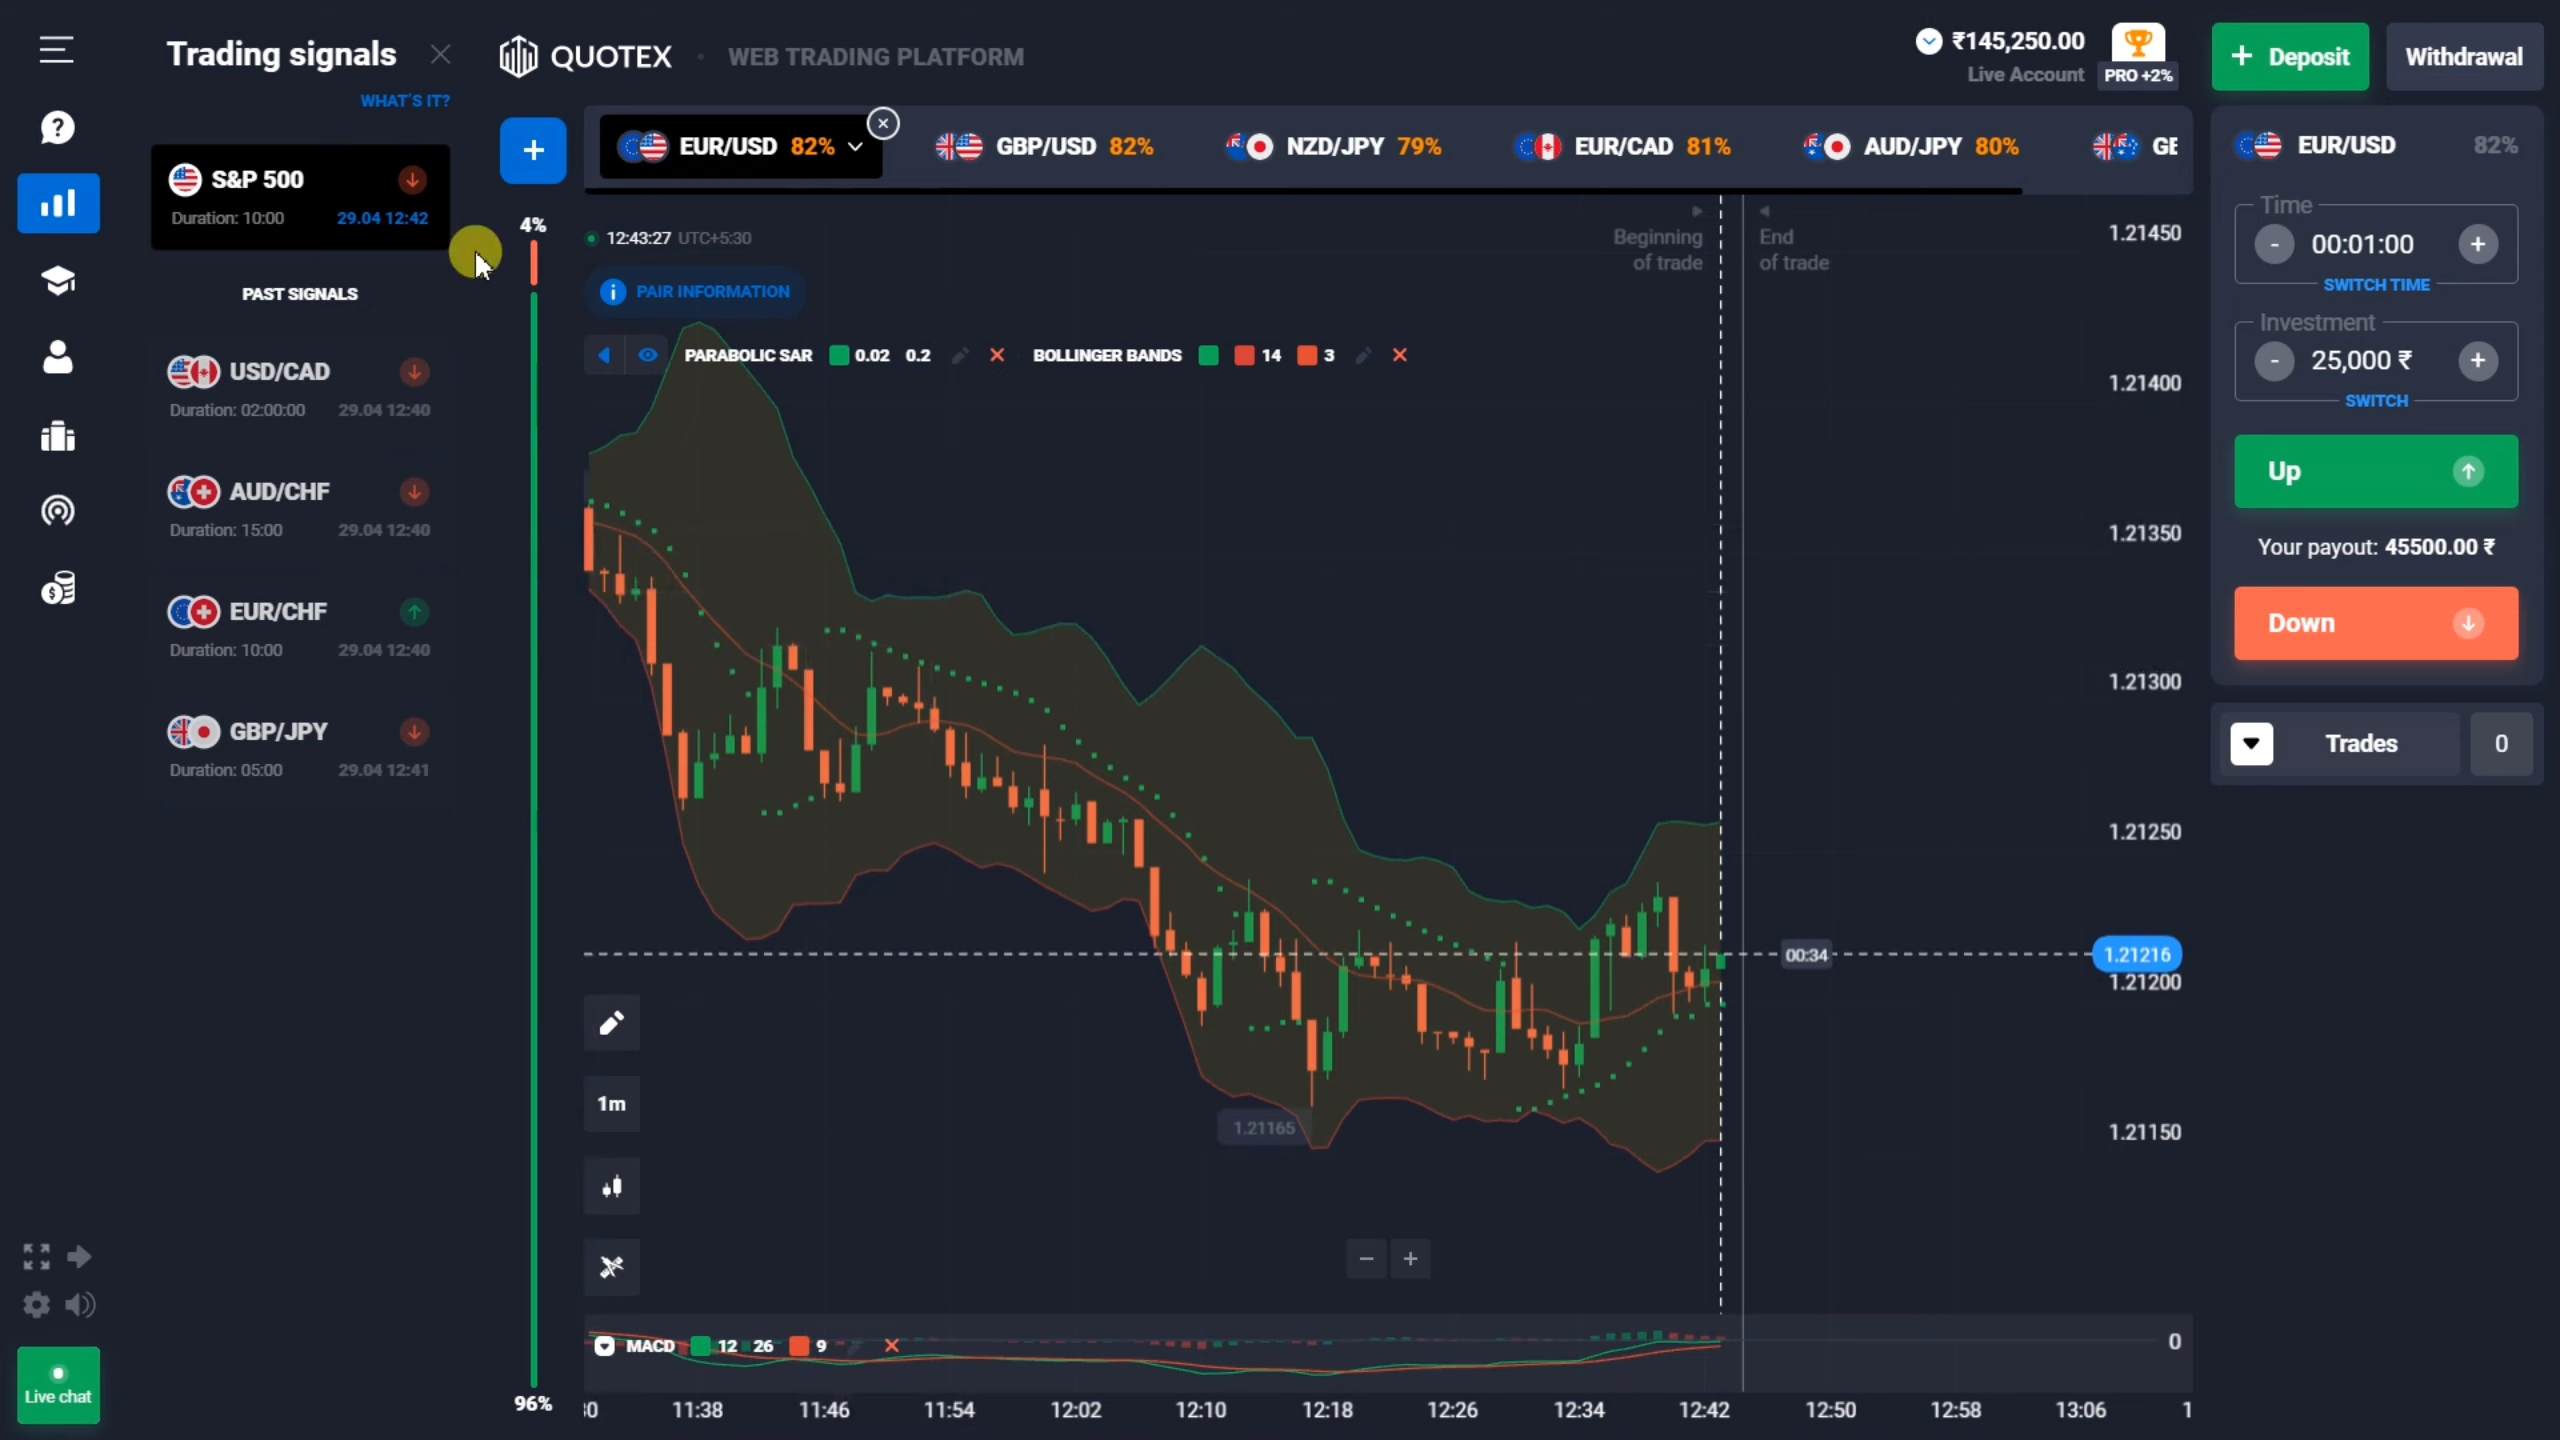 Trading signals
WHAT'S IT?
S&P 500
Duration: 10:00 29.04 12:42
PAST SIGNALS
USD/CAD
Duration: 02:00:00 29.04 12:40
AUD/CHF
Duration: 15:00 29.04 12:40
EUR/CHF
Duration: 10:00 29.04 12:40
GBP/JPY
Duration: 05:00 29.04 12:41
Live chat
QUOTEX · WEB TRADING PLATFORM
₹145,250.00
Live Account
PRO +2%
+ Deposit
Withdrawal
+
EUR/USD 82%
GBP/USD 82%
NZD/JPY 79%
EUR/CAD 81%
AUD/JPY 80%
GE
4%
96%
12:43:27 UTC+5:30
PAIR INFORMATION
Beginning
of trade
End
of trade
PARABOLIC SAR 0.02 0.2 BOLLINGER BANDS 14 3
1.21450
1.21400
1.21350
1.21300
1.21250
00:34
1.21216
1.21200
1.21150
1.21165
1m
− +
MACD 12 26 9
0
30 11:38 11:46 11:54 12:02 12:10 12:18 12:26 12:34 12:42 12:50 12:58 13:06 1
EUR/USD 82%
Time
- 00:01:00 +
SWITCH TIME
Investment
- 25,000 ₹ +
SWITCH
Up
Your payout: 45500.00 ₹
Down
Trades 0